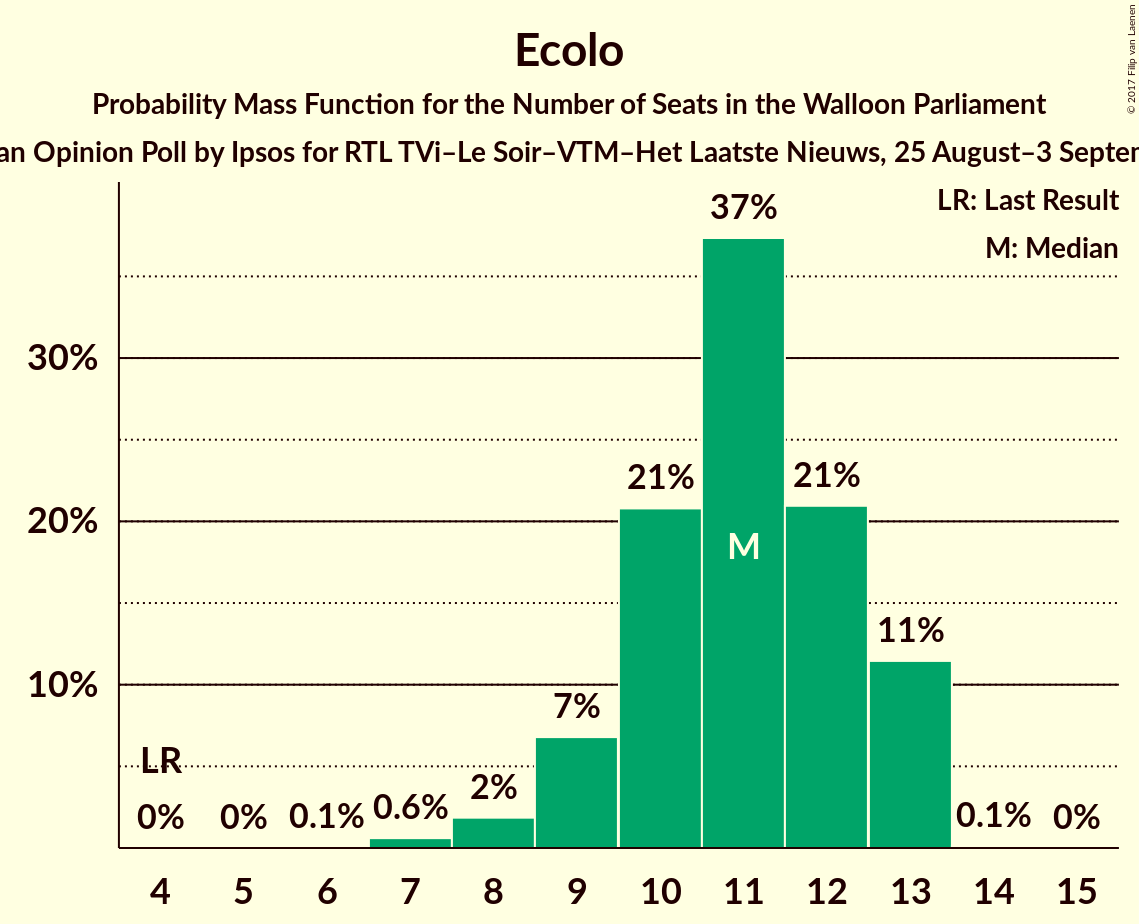 Ecolo
Probability Mass Function for the Number of Seats in the Walloon Parliament
an Opinion Poll by Ipsos for RTL TVi–Le Soir–VTM–Het Laatste Nieuws, 25 August–3 Septem
© 2017 Filip van Laenen
LR: Last Result
M: Median
37%
30%
21%
21%
20%
M
11%
10%
7%
LR
2%
0.6%
0%
0%
0.1%
0.1%
0%
4 5 6 7 8 9 10 11 12 13 14 15